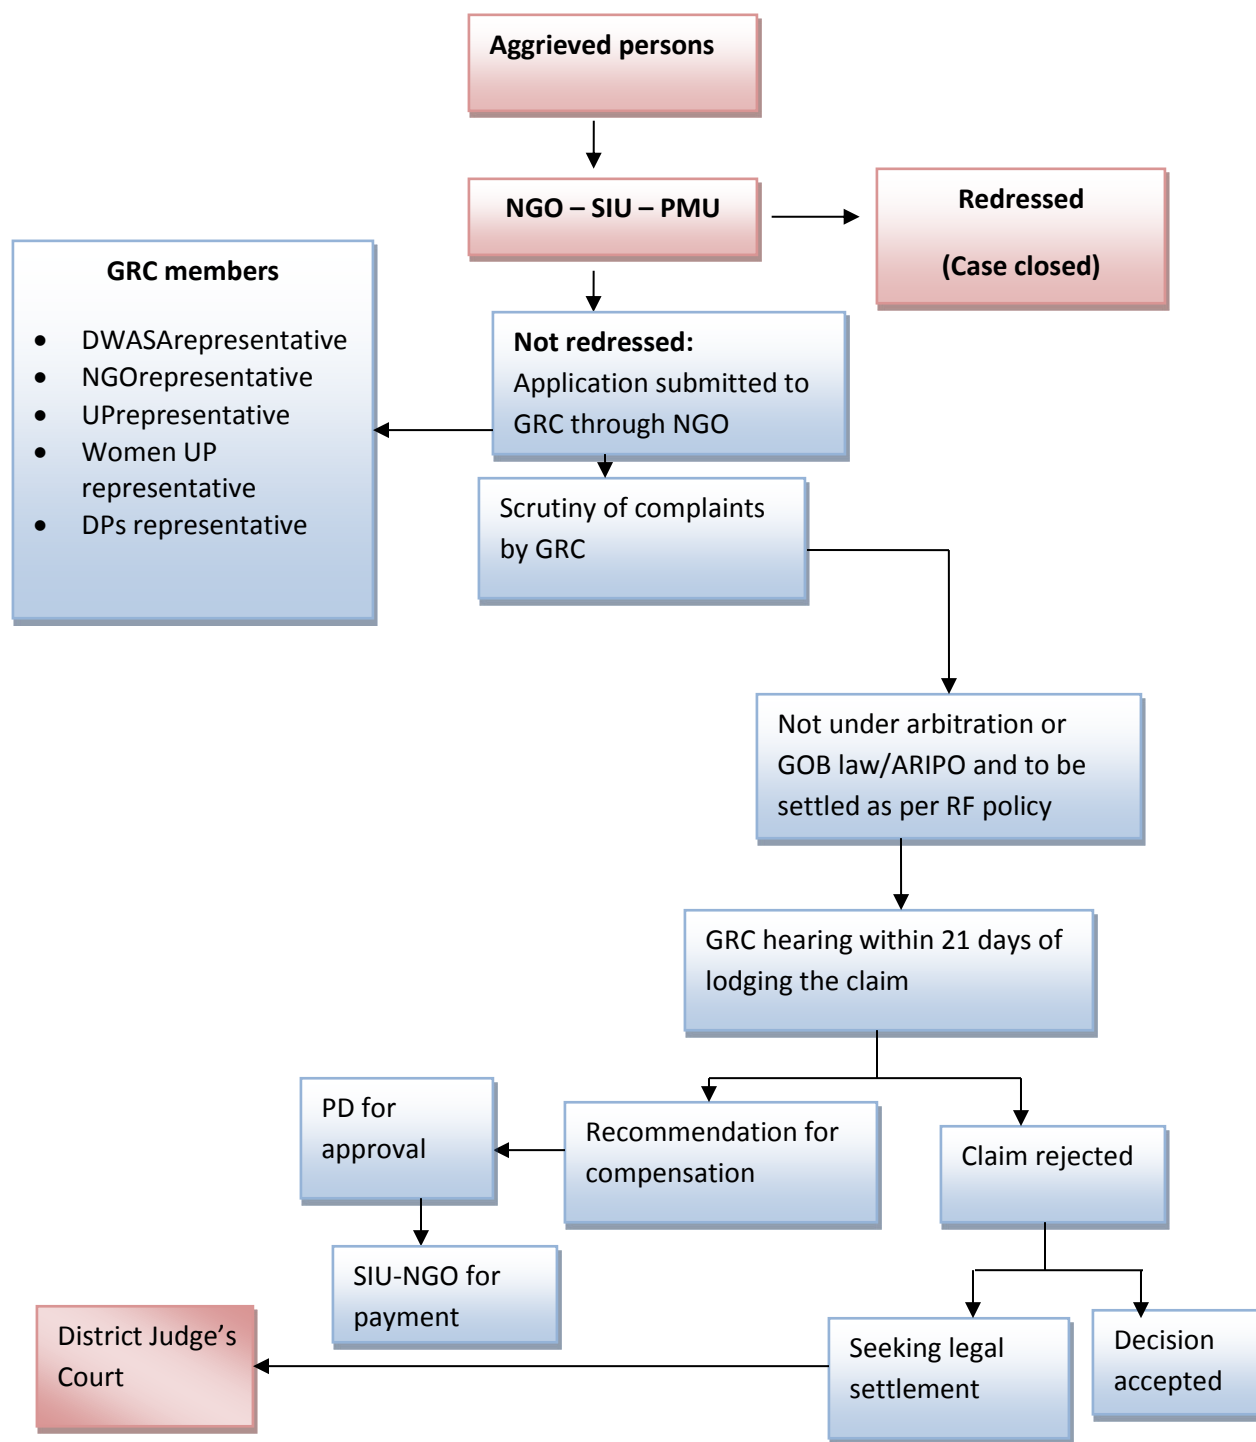 Aggrieved persons
NGO – SIU – PMU
Redressed
(Case closed)
GRC members
• DWASArepresentative
• NGOrepresentative
• UPrepresentative
• Women UP
representative
• DPs representative
Not redressed:
Application submitted to
GRC through NGO
Scrutiny of complaints
by GRC
Not under arbitration or
GOB law/ARIPO and to be
settled as per RF policy
GRC hearing within 21 days of
lodging the claim
PD for
approval
Recommendation for
compensation
Claim rejected
SIU-NGO for
payment
District Judge’s
Court
Seeking legal
settlement
Decision
accepted